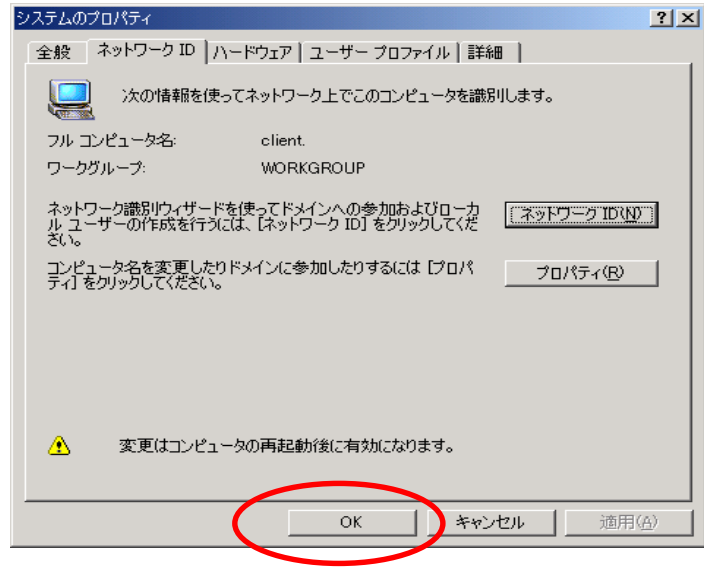 システムのプロパティ
全般 ネットワーク ID ハードウェア ユーザー プロファイル 詳細
次の情報を使ってネットワーク上でこのコンピュータを識別します。
フル コンピュータ名: client.
ワークグループ: WORKGROUP
ネットワーク識別ウィザードを使ってドメインへの参加およびローカ
ル ユーザーの作成を行うには、[ネットワーク ID] をクリックしてくだ
さい。
ネットワーク ID(N)
コンピュータ名を変更したりドメインに参加したりするには [プロパ
ティ] をクリックしてください。
プロパティ(R)
変更はコンピュータの再起動後に有効になります。
OK キャンセル 適用(A)